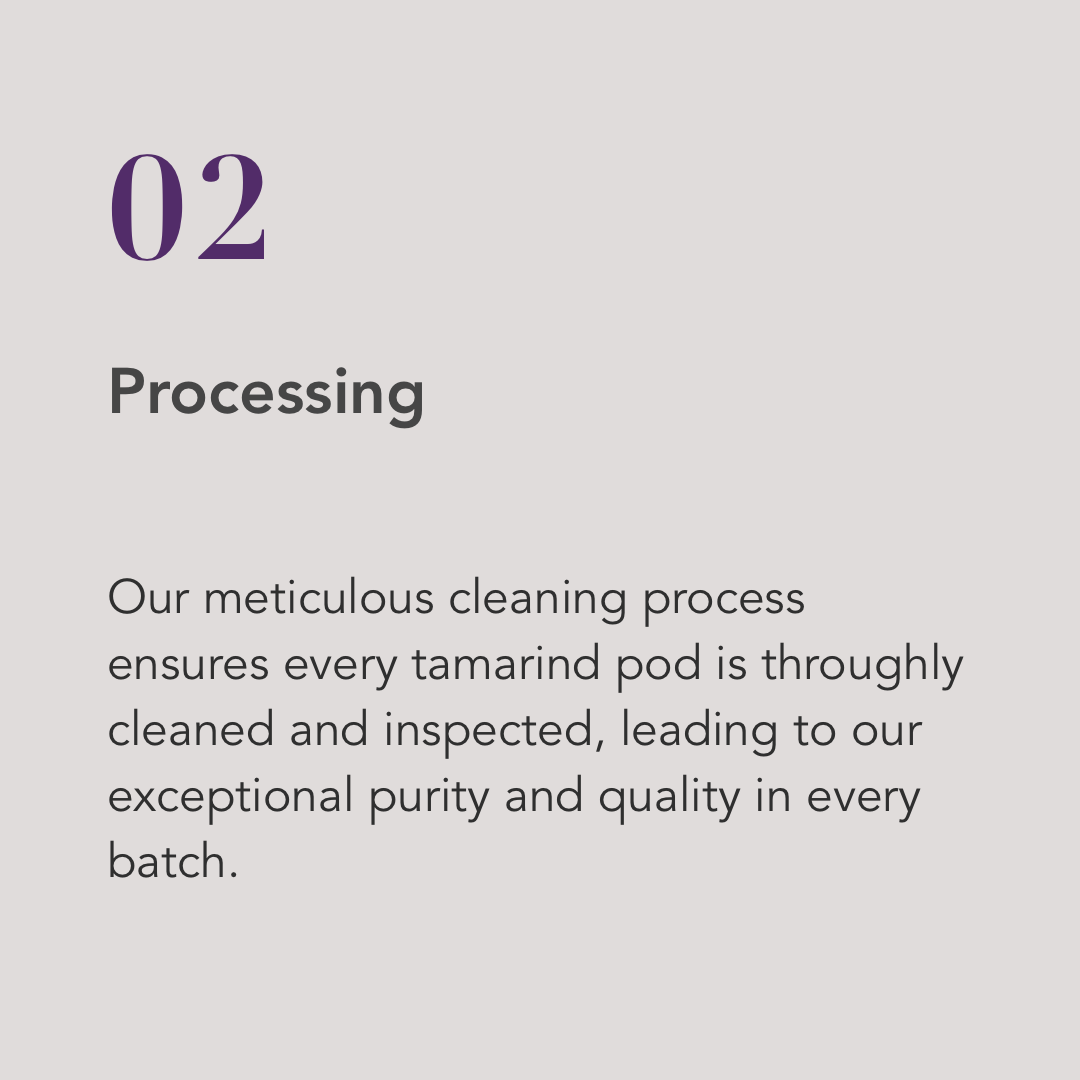 02
Processing
Our meticulous cleaning process
ensures every tamarind pod is throughly
cleaned and inspected, leading to our
exceptional purity and quality in every
batch.